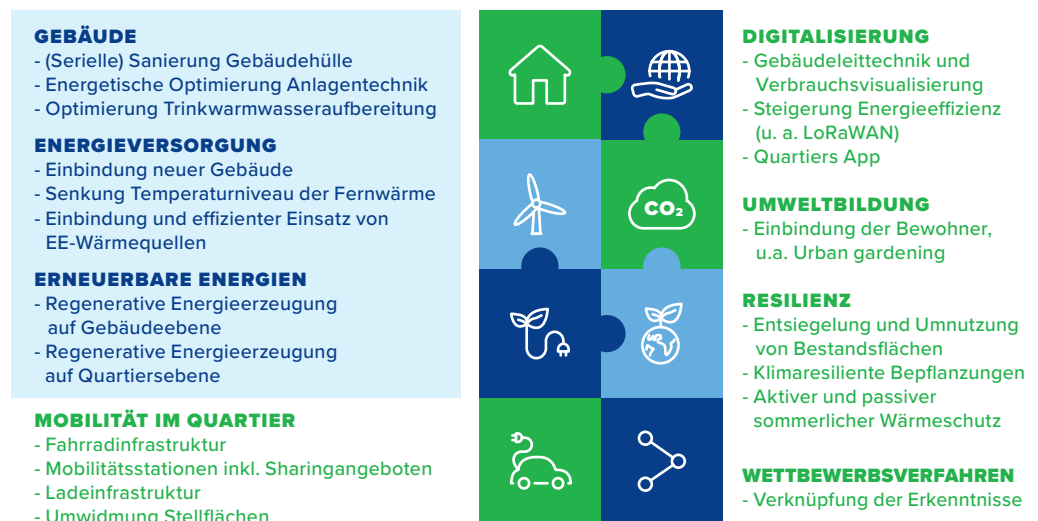 GEBÄUDE
- (Serielle) Sanierung Gebäudehülle
- Energetische Optimierung Anlagentechnik
- Optimierung Trinkwarmwasseraufbereitung
ENERGIEVERSORGUNG
- Einbindung neuer Gebäude
- Senkung Temperaturniveau der Fernwärme
- Einbindung und effizienter Einsatz von
EE-Wärmequellen
ERNEUERBARE ENERGIEN
- Regenerative Energieerzeugung
auf Gebäudeebene
- Regenerative Energieerzeugung
auf Quartiersebene
MOBILITÄT IM QUARTIER
- Fahrradinfrastruktur
- Mobilitätsstationen inkl. Sharingangeboten
- Ladeinfrastruktur
- Umwidmung Stellflächen
CO₂
DIGITALISIERUNG
- Gebäudeleittechnik und
Verbrauchsvisualisierung
- Steigerung Energieeffizienz
(u. a. LoRaWAN)
- Quartiers App
UMWELTBILDUNG
- Einbindung der Bewohner,
u.a. Urban gardening
RESILIENZ
- Entsiegelung und Umnutzung
von Bestandsflächen
- Klimaresiliente Bepflanzungen
- Aktiver und passiver
sommerlicher Wärmeschutz
WETTBEWERBSVERFAHREN
- Verknüpfung der Erkenntnisse